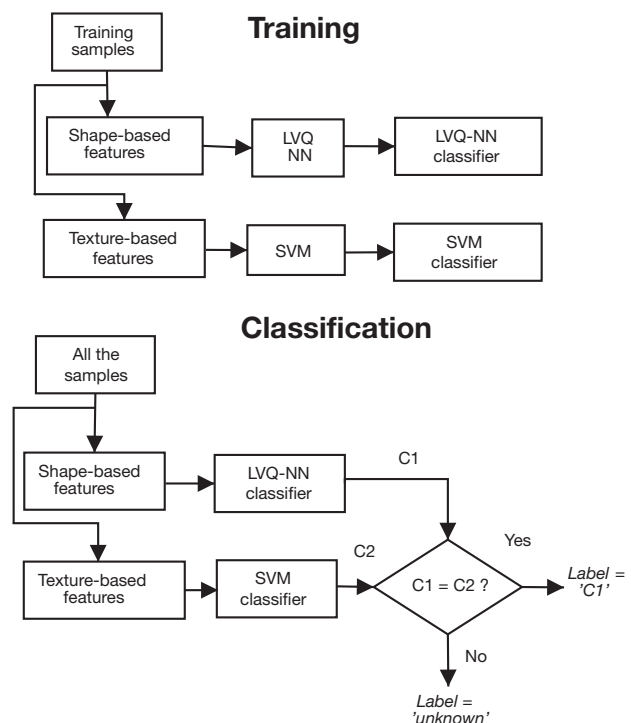 Training
Training
samples
Shape-based
features
LVQ
NN
LVQ-NN
classifier
Texture-based
features
SVM
SVM
classifier
Classification
All the
samples
Shape-based
features
LVQ-NN
classifier
C1
Texture-based
features
SVM
classifier
C2
C1 = C2 ?
Yes
Label =
'C1'
No
Label =
'unknown'